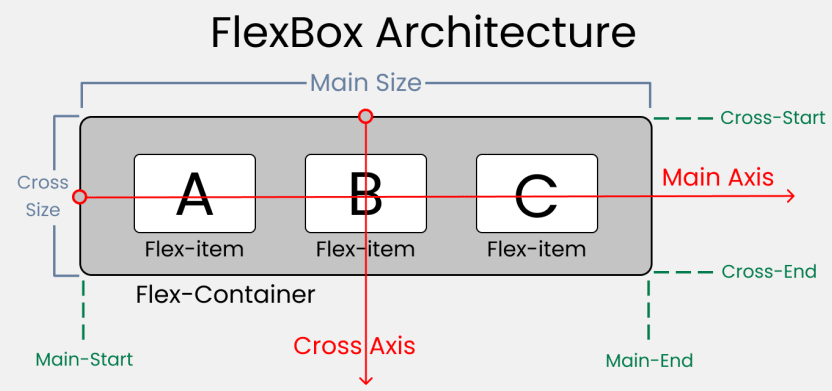 FlexBox Architecture
Main Size
Cross-Start
Cross
Size
A
B
C
Main Axis
Flex-item
Flex-item
Flex-item
Cross-End
Flex-Container
Cross Axis
Main-Start
Main-End